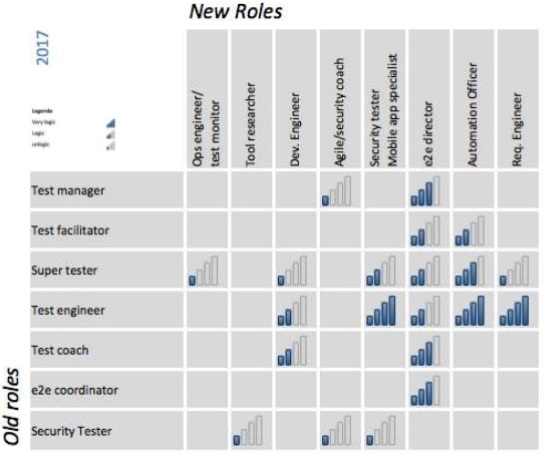 New Roles
2017
Legende
Very logic
Logic
unlogic
Ops engineer/
test monitor
Tool researcher
Dev. Engineer
Agile/security coach
Security tester
Mobile app specialist
e2e director
Automation Officer
Req. Engineer
Test manager
Test facilitator
Super tester
Test engineer
Test coach
e2e coordinator
Security Tester
Old roles